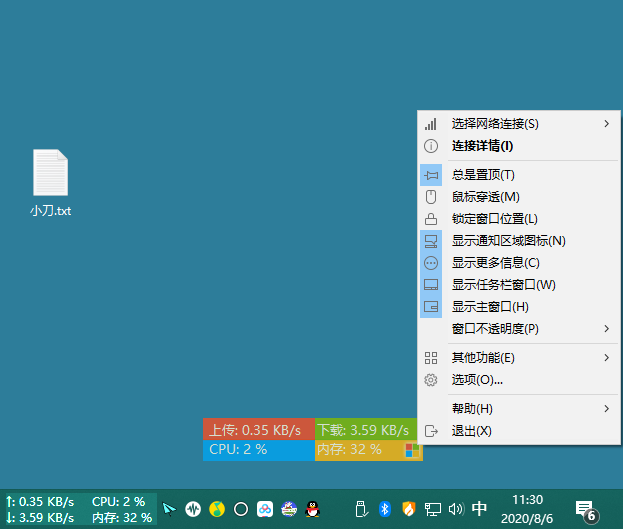 选择网络连接(S)
连接详情(I)
总是置顶(T)
鼠标穿透(M)
锁定窗口位置(L)
显示通知区域图标(N)
显示更多信息(C)
显示任务栏窗口(W)
显示主窗口(H)
窗口不透明度(P)
其他功能(E)
选项(O)...
帮助(H)
退出(X)
小刀.txt
上传: 0.35 KB/s 下载: 3.59 KB/s
CPU: 2 % 内存: 32 %
↑: 0.35 KB/s CPU: 2 %
↓: 3.59 KB/s 内存: 32 %
中
11:30
2020/8/6
6